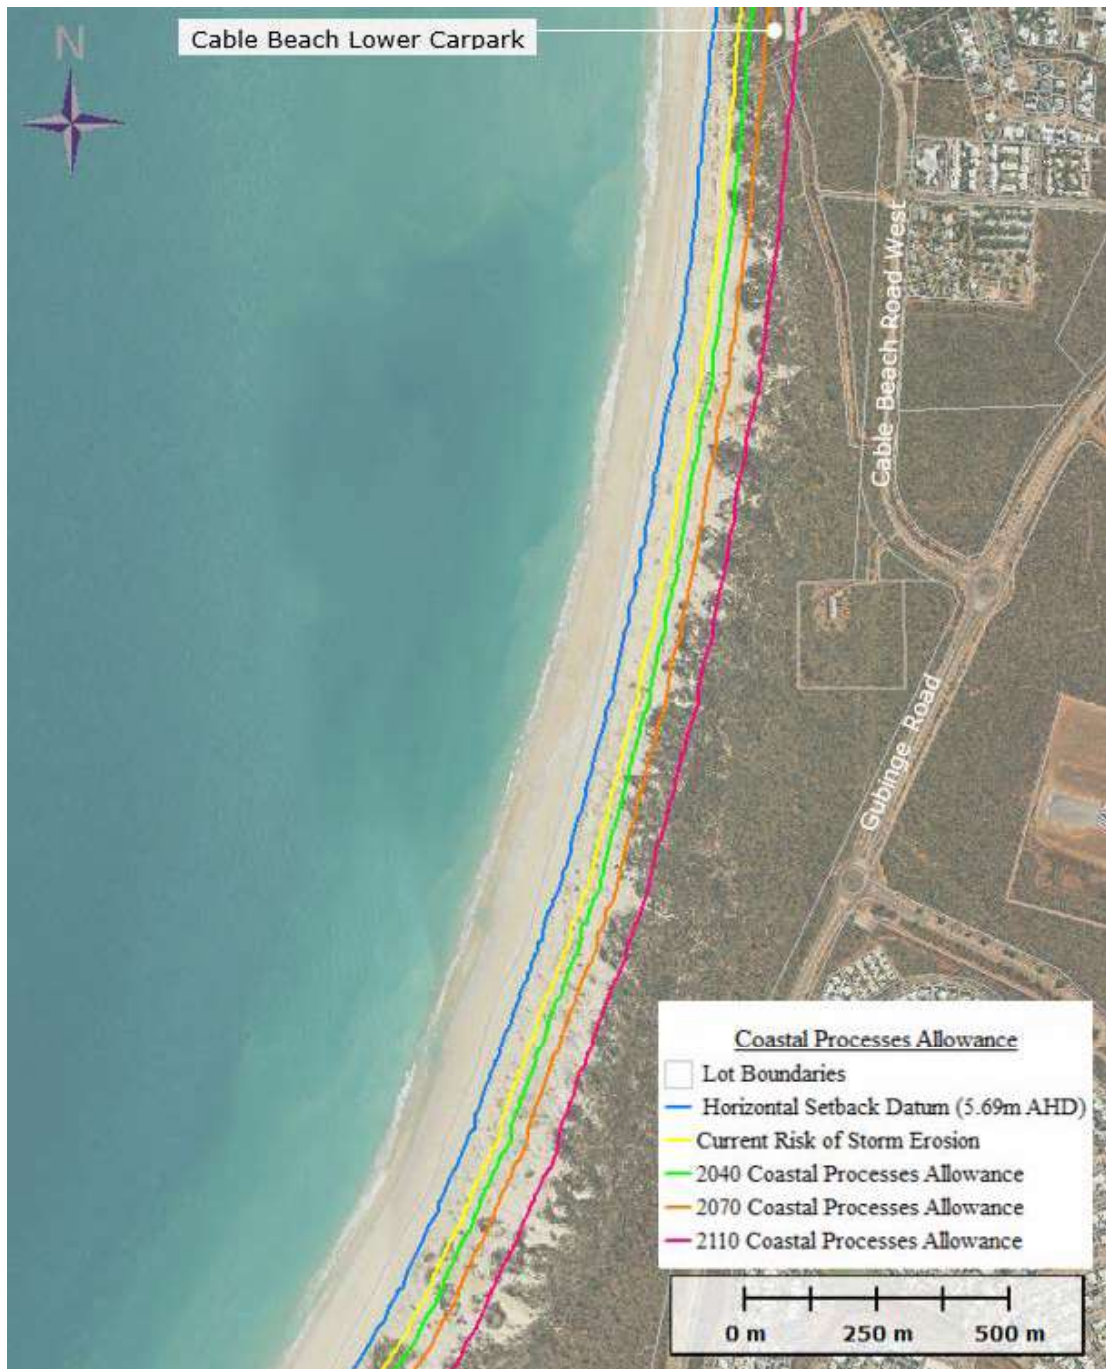 N
Cable Beach Lower Carpark
Cable Beach Road West
Gubinge Road
Coastal Processes Allowance
Lot Boundaries
Horizontal Setback Datum (5.69m AHD)
Current Risk of Storm Erosion
2040 Coastal Processes Allowance
2070 Coastal Processes Allowance
2110 Coastal Processes Allowance
0 m 250 m 500 m